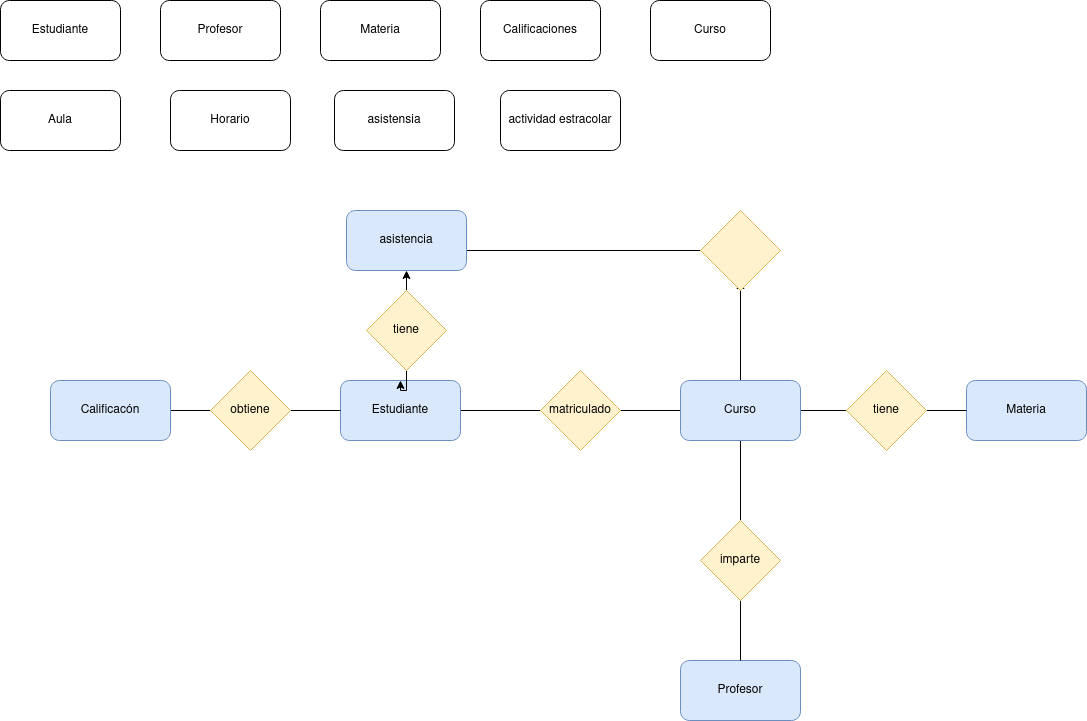 Estudiante
Profesor
Materia
Calificaciones
Curso
Aula
Horario
asistensia
actividad estracolar
asistencia
tiene
Calificacón
obtiene
Estudiante
matriculado
Curso
tiene
Materia
imparte
Profesor